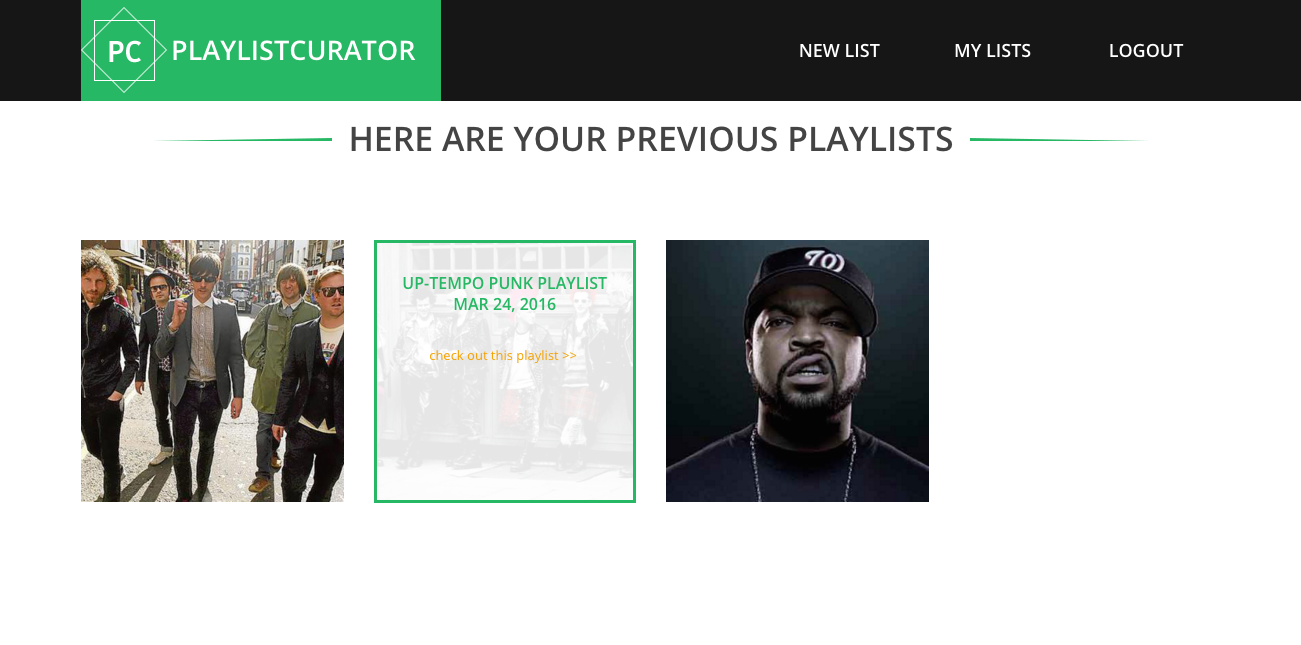 PC
PLAYLISTCURATOR
NEW LIST
MY LISTS
LOGOUT
HERE ARE YOUR PREVIOUS PLAYLISTS
UP-TEMPO PUNK PLAYLIST
MAR 24, 2016
check out this playlist >>